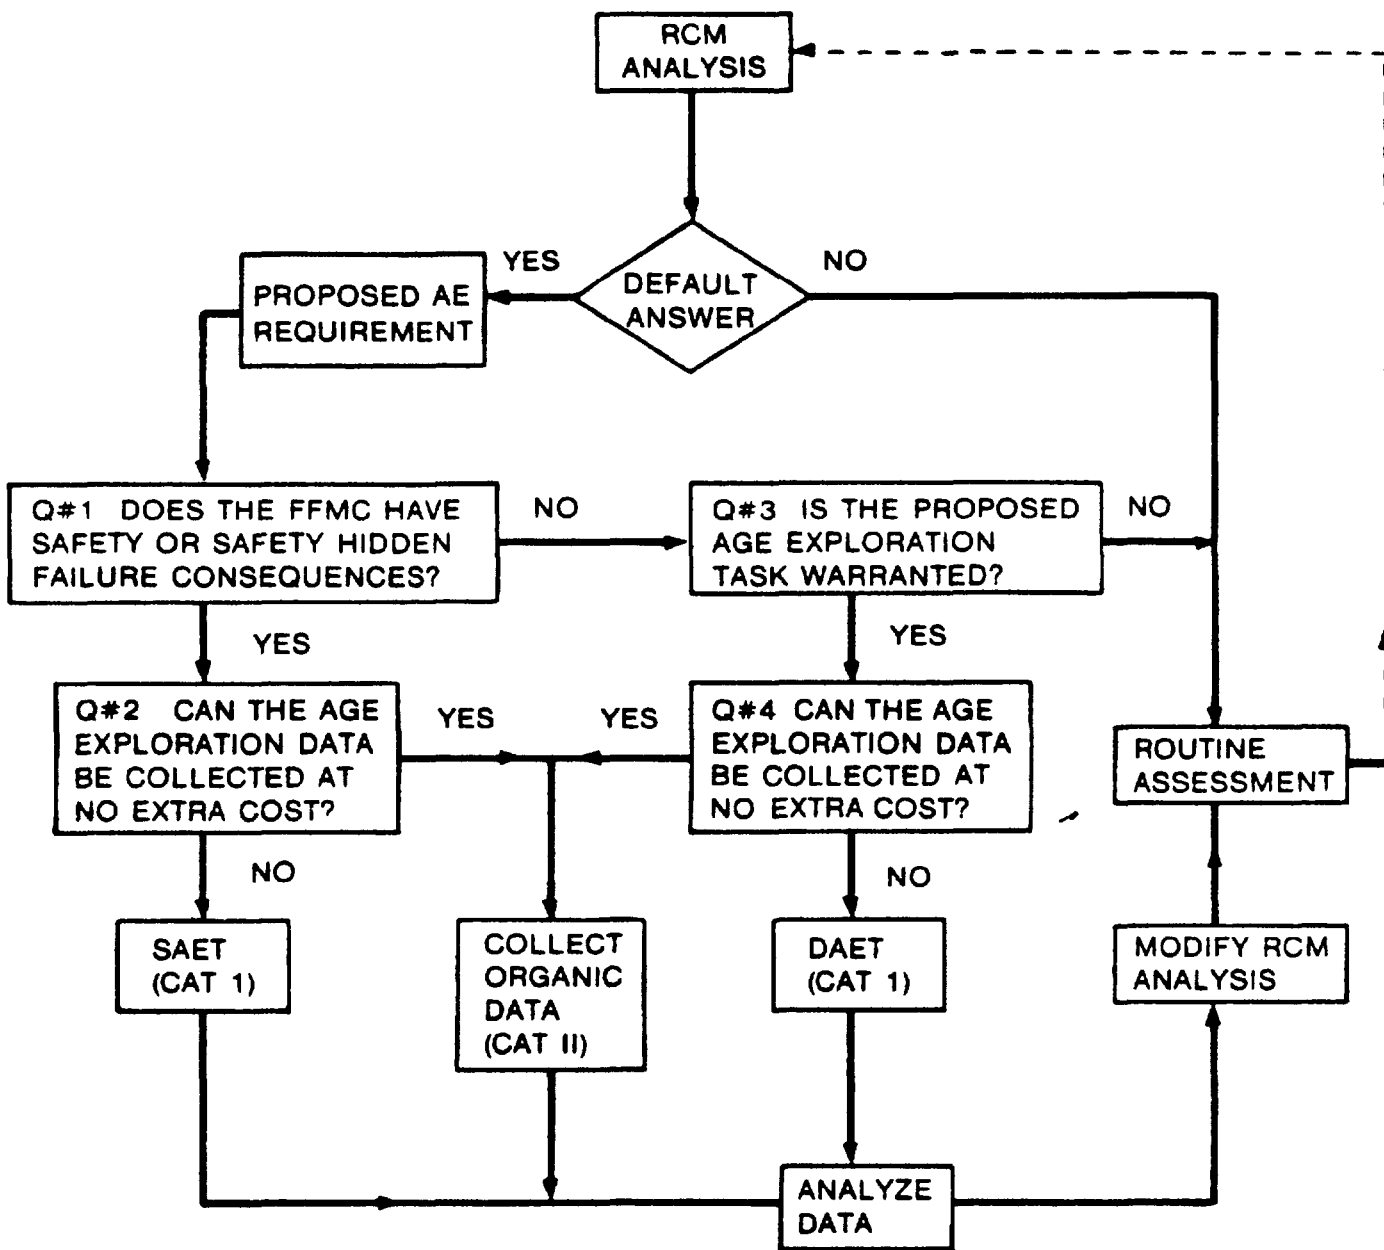 RCM
ANALYSIS
YES
NO
DEFAULT
ANSWER
PROPOSED AE
REQUIREMENT
Q#1 DOES THE FFMC HAVE
SAFETY OR SAFETY HIDDEN
FAILURE CONSEQUENCES?
NO
Q#3 IS THE PROPOSED
AGE EXPLORATION
TASK WARRANTED?
NO
YES
YES
Q#2 CAN THE AGE
EXPLORATION DATA
BE COLLECTED AT
NO EXTRA COST?
YES
YES
Q#4 CAN THE AGE
EXPLORATION DATA
BE COLLECTED AT
NO EXTRA COST?
ROUTINE
ASSESSMENT
NO
NO
SAET
(CAT 1)
COLLECT
ORGANIC
DATA
(CAT II)
DAET
(CAT 1)
MODIFY RCM
ANALYSIS
ANALYZE
DATA